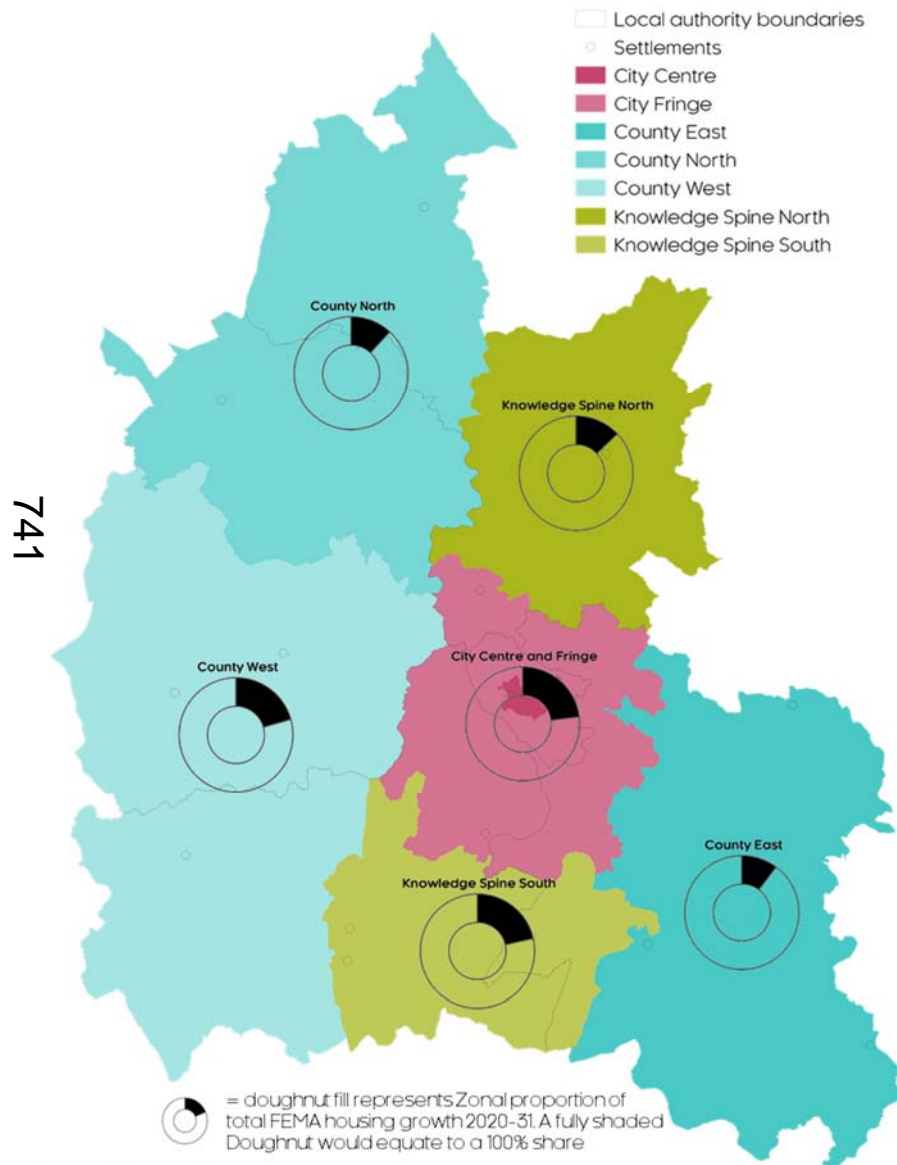 Local authority boundaries
Settlements
City Centre
City Fringe
County East
County North
County West
Knowledge Spine North
Knowledge Spine South
County North
Knowledge Spine North
741
County West
City Centre and Fringe
County East
Knowledge Spine South
= doughnut fill represents Zonal proportion of
total FEMA housing growth 2020-31. A fully shaded
Doughnut would equate to a 100% share